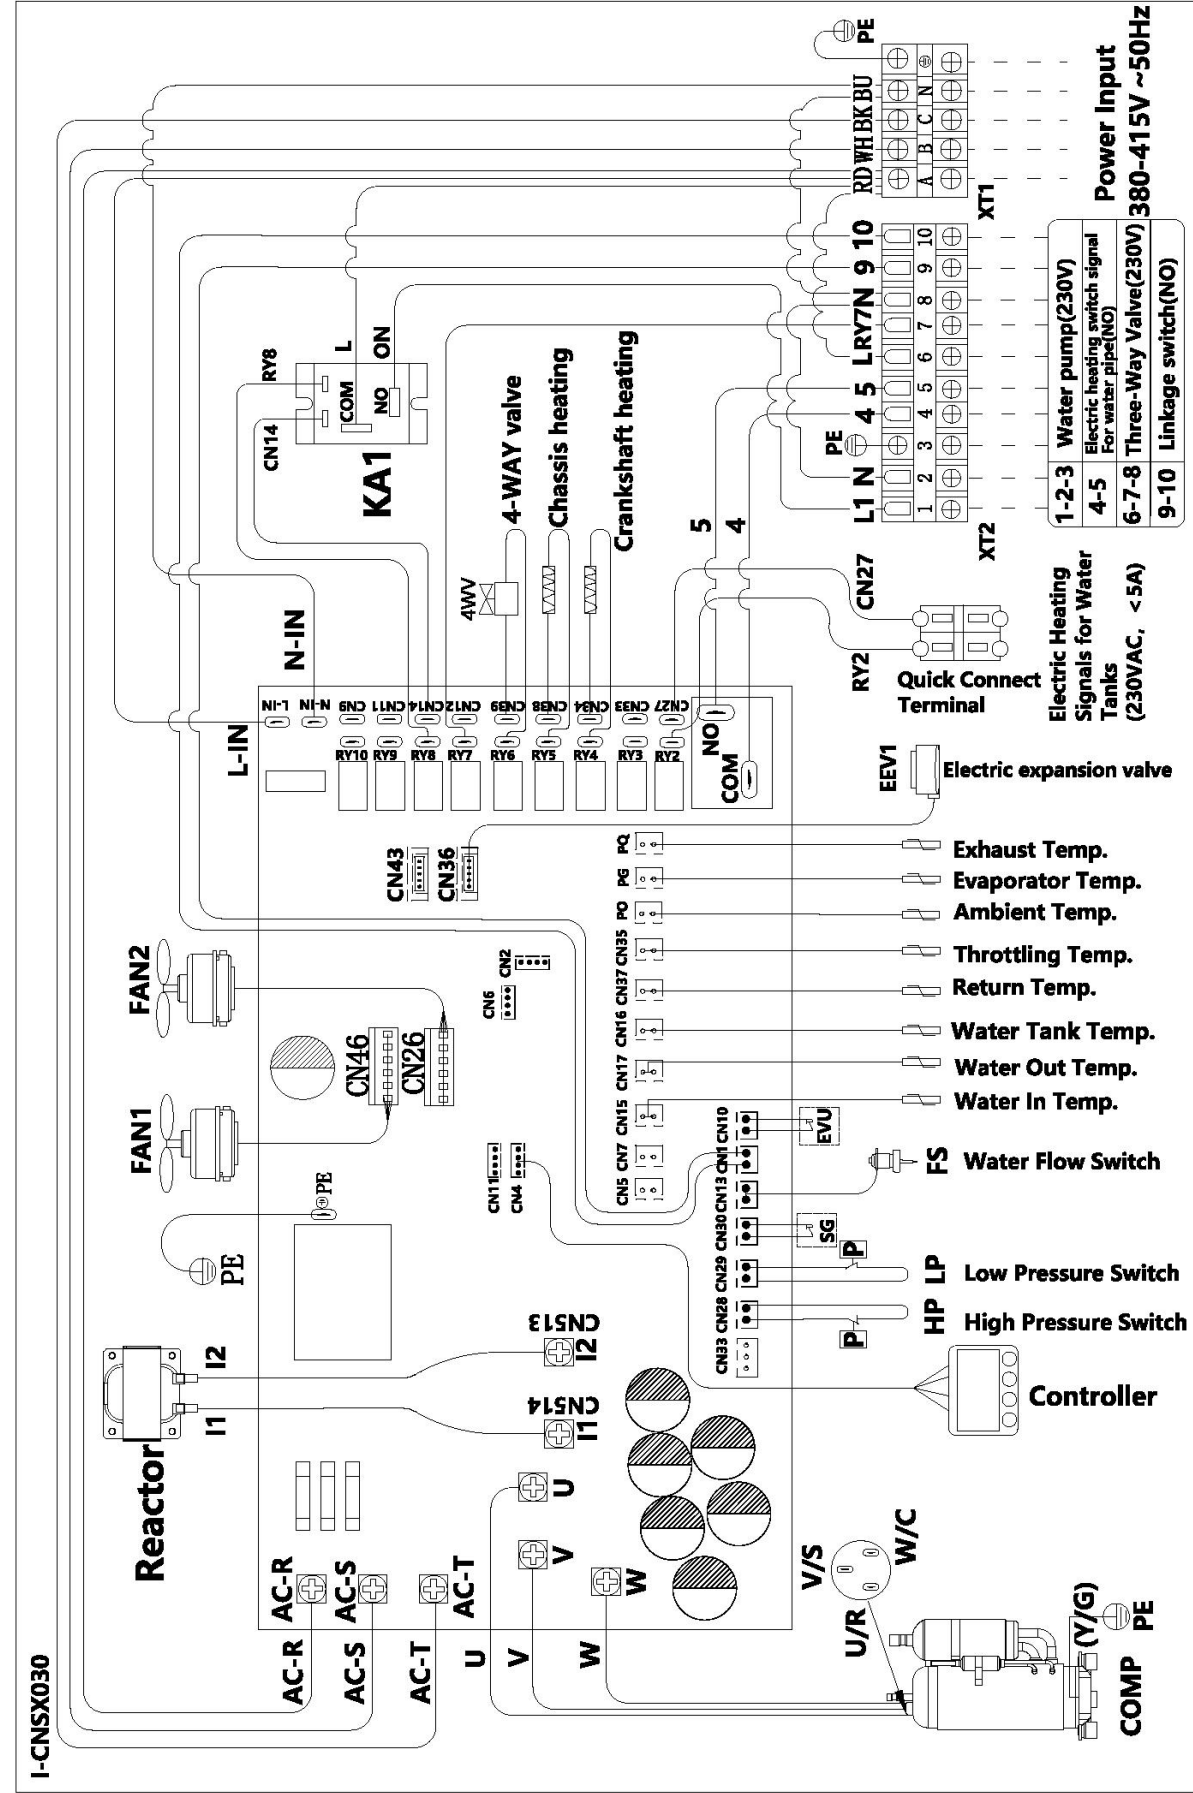 I-CNSX030
Reactor
I1
I2
PE
PE
FAN1
FAN2
AC-R
AC-S
AC-T
AC-R
AC-S
AC-T
U
V
W
U
V
W
I1
CN514
I2
CN513
CN46
CN26
CN11
CN4
CN6
CN2
CN43
CN36
L-IN
N-IN
L-IN
N-IN
CN9
CN11
CN14
CN12
CN39
CN38
CN34
CN33
CN27
RY10
RY9
RY8
RY7
RY6
RY5
RY4
RY3
RY2
NO
COM
CN14
RY8
KA1
COM
NO
L
ON
4WV
4-WAY valve
Chassis heating
Crankshaft heating
5
4
PQ
PG
PO
CN35
CN37
CN16
CN17
CN15
CN7
CN5
CN10
CN1
CN13
CN30
CN29
CN28
CN33
EVU
SG
P
P
RY2
CN27
Quick Connect
Terminal
Electric Heating
Signals for Water
Tanks
(230VAC, <5A)
EEV1
Electric expansion valve
Exhaust Temp.
Evaporator Temp.
Ambient Temp.
Throttling Temp.
Return Temp.
Water Tank Temp.
Water Out Temp.
Water In Temp.
FS
Water Flow Switch
LP
Low Pressure Switch
HP
High Pressure Switch
Controller
V/S
W/C
U/R
(Y/G)
PE
COMP
L1 N PE 4 5 L RY7 N 9 10
1 2 3 4 5 6 7 8 9 10
XT2
RD WH BK BU PE
A B C N
XT1
Power Input
380-415V ~50Hz
1-2-3 Water pump(230V)
4-5 Electric heating switch signal
For water pipe(NO)
6-7-8 Three-Way Valve(230V)
9-10 Linkage switch(NO)